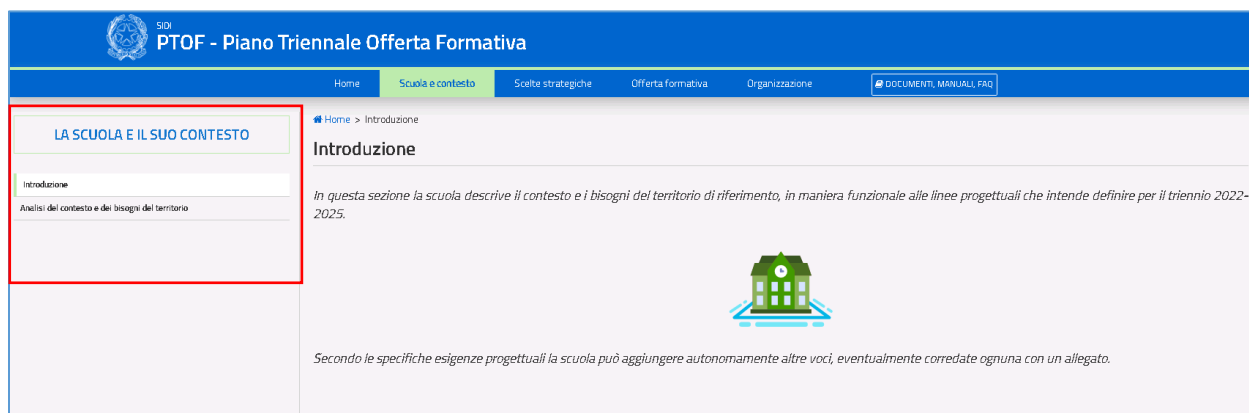 SIDI
PTOF - Piano Triennale Offerta Formativa
Home Scuola e contesto Scelte strategiche Offerta formativa Organizzazione DOCUMENTI, MANUALI, FAQ
LA SCUOLA E IL SUO CONTESTO
Introduzione
Analisi del contesto e dei bisogni del territorio
Home > Introduzione
Introduzione
In questa sezione la scuola descrive il contesto e i bisogni del territorio di riferimento, in maniera funzionale alle linee progettuali che intende definire per il triennio 2022-
2025.
Secondo le specifiche esigenze progettuali la scuola può aggiungere autonomamente altre voci, eventualmente corredate ognuna con un allegato.